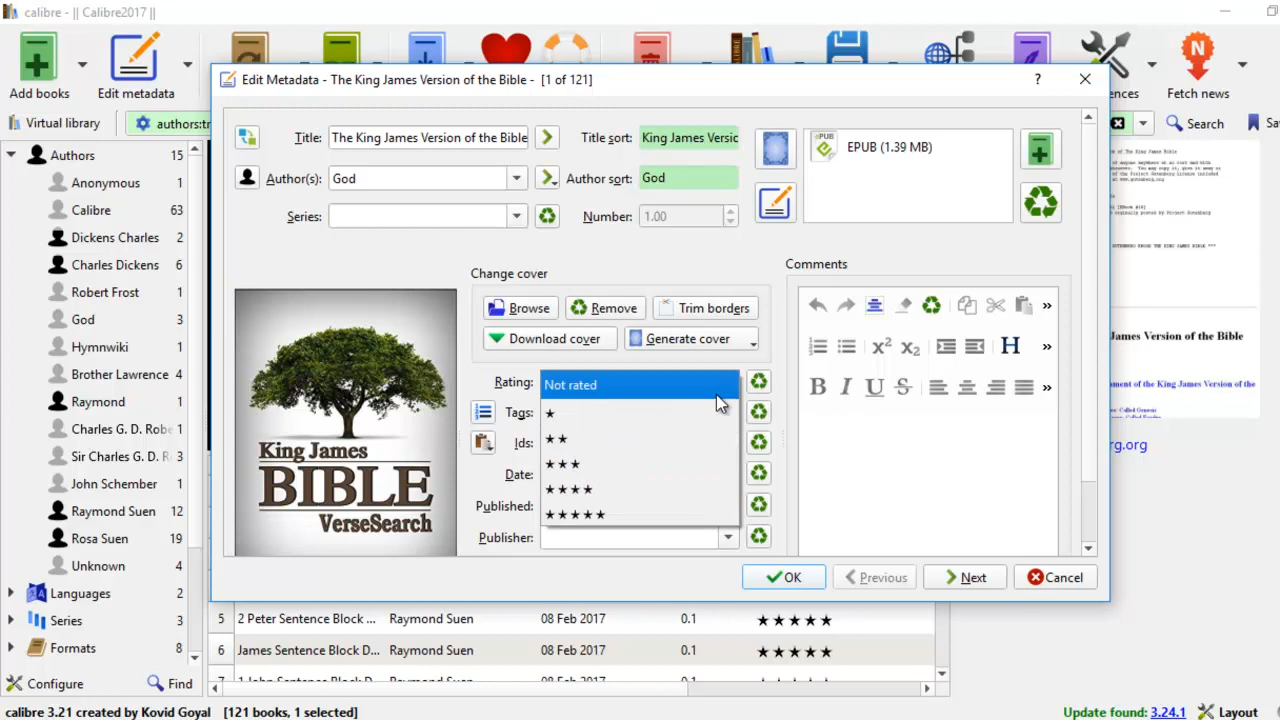 calibre - || Calibre2017 ||
Add books
Edit metadata
Fetch news
Virtual library
Search
Edit Metadata - The King James Version of the Bible - [1 of 121]
?
Title: The King James Version of the Bible
Title sort: King James Versic
EPUB (1.39 MB)
Author(s): God
Author sort: God
Series:
Number: 1.00
Change cover
Browse
Remove
Trim borders
Download cover
Generate cover
Comments
Rating: Not rated
Tags: ★
Ids: ★★
★★★
Date: ★★★★
Published: ★★★★★
Publisher:
King James
BIBLE
VerseSearch
OK
Previous
Next
Cancel
Authors 15
Anonymous 1
Calibre 63
Dickens Charles 2
Charles Dickens 6
Robert Frost 1
God 3
Hymnwiki 1
Brother Lawrence 4
Raymond 1
Charles G. D. Robe 1
Sir Charles G. D. R 3
John Schember 1
Raymond Suen 12
Rosa Suen 19
Unknown 4
Languages 2
Series 3
Formats 8
Configure
Find
5 2 Peter Sentence Block ... Raymond Suen 08 Feb 2017 0.1 ★★★★★
6 James Sentence Block D... Raymond Suen 08 Feb 2017 0.1 ★★★★★
calibre 3.21 created by Kovid Goyal [121 books, 1 selected]
Update found: 3.24.1
Layout